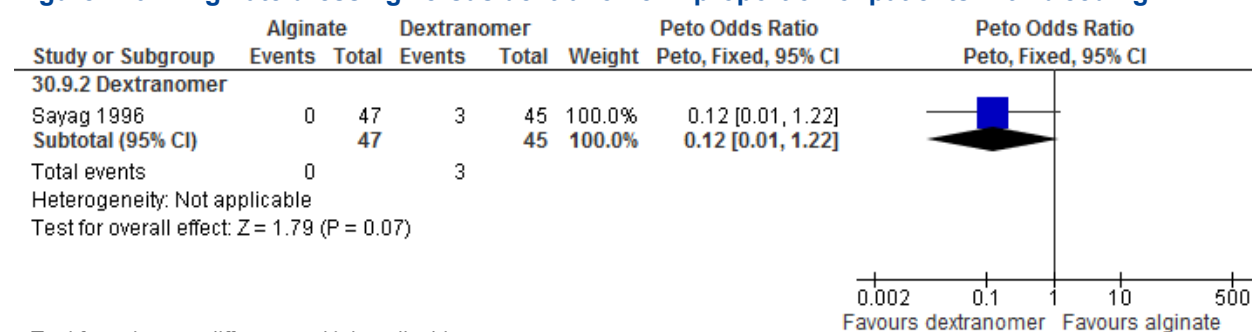 Alginate Dextranomer Peto Odds Ratio Peto Odds Ratio
Study or Subgroup Events Total Events Total Weight Peto, Fixed, 95% CI Peto, Fixed, 95% CI
30.9.2 Dextranomer
Sayag 1996 0 47 3 45 100.0% 0.12 [0.01, 1.22]
Subtotal (95% CI) 47 45 100.0% 0.12 [0.01, 1.22]
Total events 0 3
Heterogeneity: Not applicable
Test for overall effect: Z = 1.79 (P = 0.07)
0.002 0.1 1 10 500
Favours dextranomer Favours alginate